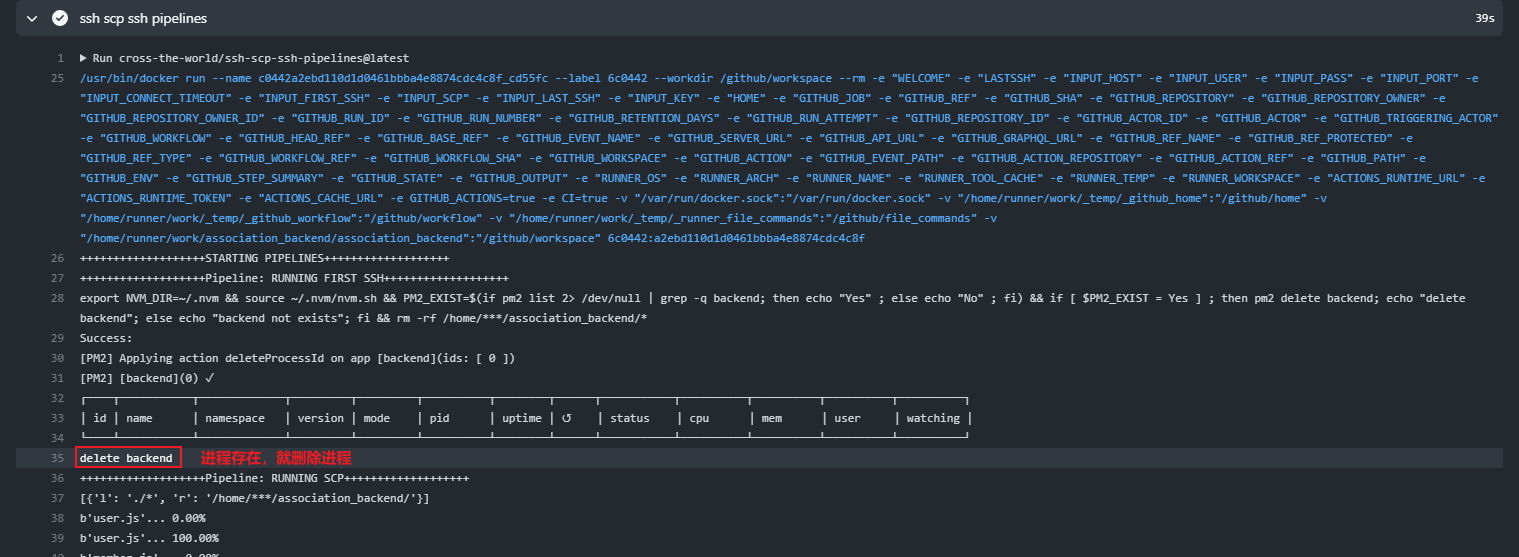 ssh scp ssh pipelines 39s
1 Run cross-the-world/ssh-scp-ssh-pipelines@latest
25 /usr/bin/docker run --name c0442a2ebd110d1d0461bbba4e8874cdc4c8f_cd55fc --label 6c0442 --workdir /github/workspace --rm -e "WELCOME" -e "LASTSSH" -e "INPUT_HOST" -e "INPUT_USER" -e "INPUT_PASS" -e "INPUT_PORT" -e
"INPUT_CONNECT_TIMEOUT" -e "INPUT_FIRST_SSH" -e "INPUT_SCP" -e "INPUT_LAST_SSH" -e "INPUT_KEY" -e "HOME" -e "GITHUB_JOB" -e "GITHUB_REF" -e "GITHUB_SHA" -e "GITHUB_REPOSITORY" -e "GITHUB_REPOSITORY_OWNER" -e
"GITHUB_REPOSITORY_OWNER_ID" -e "GITHUB_RUN_ID" -e "GITHUB_RUN_NUMBER" -e "GITHUB_RETENTION_DAYS" -e "GITHUB_RUN_ATTEMPT" -e "GITHUB_REPOSITORY_ID" -e "GITHUB_ACTOR_ID" -e "GITHUB_ACTOR" -e "GITHUB_TRIGGERING_ACTOR"
-e "GITHUB_WORKFLOW" -e "GITHUB_HEAD_REF" -e "GITHUB_BASE_REF" -e "GITHUB_EVENT_NAME" -e "GITHUB_SERVER_URL" -e "GITHUB_API_URL" -e "GITHUB_GRAPHQL_URL" -e "GITHUB_REF_NAME" -e "GITHUB_REF_PROTECTED" -e
"GITHUB_REF_TYPE" -e "GITHUB_WORKFLOW_REF" -e "GITHUB_WORKFLOW_SHA" -e "GITHUB_WORKSPACE" -e "GITHUB_ACTION" -e "GITHUB_EVENT_PATH" -e "GITHUB_ACTION_REPOSITORY" -e "GITHUB_ACTION_REF" -e "GITHUB_PATH" -e
"GITHUB_ENV" -e "GITHUB_STEP_SUMMARY" -e "GITHUB_STATE" -e "GITHUB_OUTPUT" -e "RUNNER_OS" -e "RUNNER_ARCH" -e "RUNNER_NAME" -e "RUNNER_TOOL_CACHE" -e "RUNNER_TEMP" -e "RUNNER_WORKSPACE" -e "ACTIONS_RUNTIME_URL" -e
"ACTIONS_RUNTIME_TOKEN" -e "ACTIONS_CACHE_URL" -e GITHUB_ACTIONS=true -e CI=true -v "/var/run/docker.sock":"/var/run/docker.sock" -v "/home/runner/work/_temp/_github_home":"/github/home" -v
"/home/runner/work/_temp/_github_workflow":"/github/workflow" -v "/home/runner/work/_temp/_runner_file_commands":"/github/file_commands" -v
"/home/runner/work/association_backend/association_backend":"/github/workspace" 6c0442:a2ebd110d1d0461bbba4e8874cdc4c8f
26 +++++++++++++++++++STARTING PIPELINES+++++++++++++++++++
27 +++++++++++++++++++Pipeline: RUNNING FIRST SSH+++++++++++++++++++
28 export NVM_DIR=~/.nvm && source ~/.nvm/nvm.sh && PM2_EXIST=$(if pm2 list 2> /dev/null | grep -q backend; then echo "Yes" ; else echo "No" ; fi) && if [ $PM2_EXIST = Yes ] ; then pm2 delete backend; echo "delete
backend"; else echo "backend not exists"; fi && rm -rf /home/***/association_backend/*
29 Success:
30 [PM2] Applying action deleteProcessId on app [backend](ids: [ 0 ])
31 [PM2] [backend](0) ✓
32
33 │ id │ name │ namespace │ version │ mode │ pid │ uptime │ ↺ │ status │ cpu │ mem │ user │ watching │
34
35 delete backend 进程存在，就删除进程
36 +++++++++++++++++++Pipeline: RUNNING SCP+++++++++++++++++++
37 [{'l': './*', 'r': '/home/***/association_backend/'}]
38 b'user.js'... 0.00%
39 b'user.js'... 100.00%